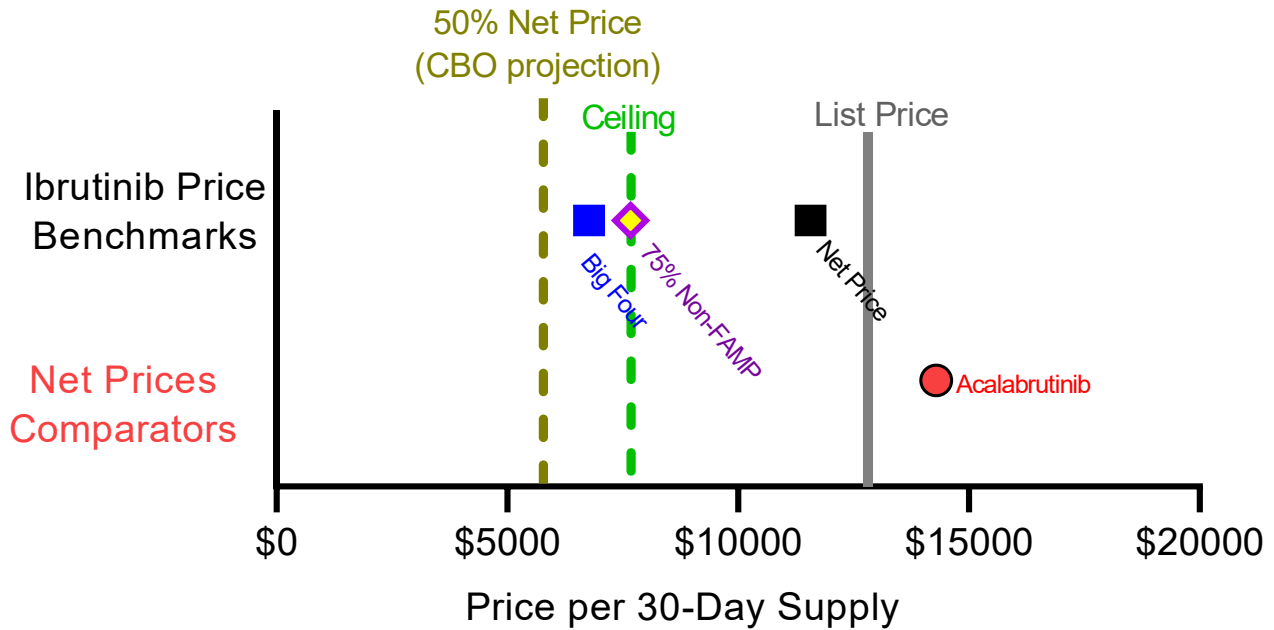 50% Net Price
(CBO projection)
Ceiling
List Price
Ibrutinib Price
Benchmarks
Big Four
75% Non-FAMP
Net Price
Net Prices
Comparators
Acalabrutinib
$0
$5000
$10000
$15000
$20000
Price per 30-Day Supply